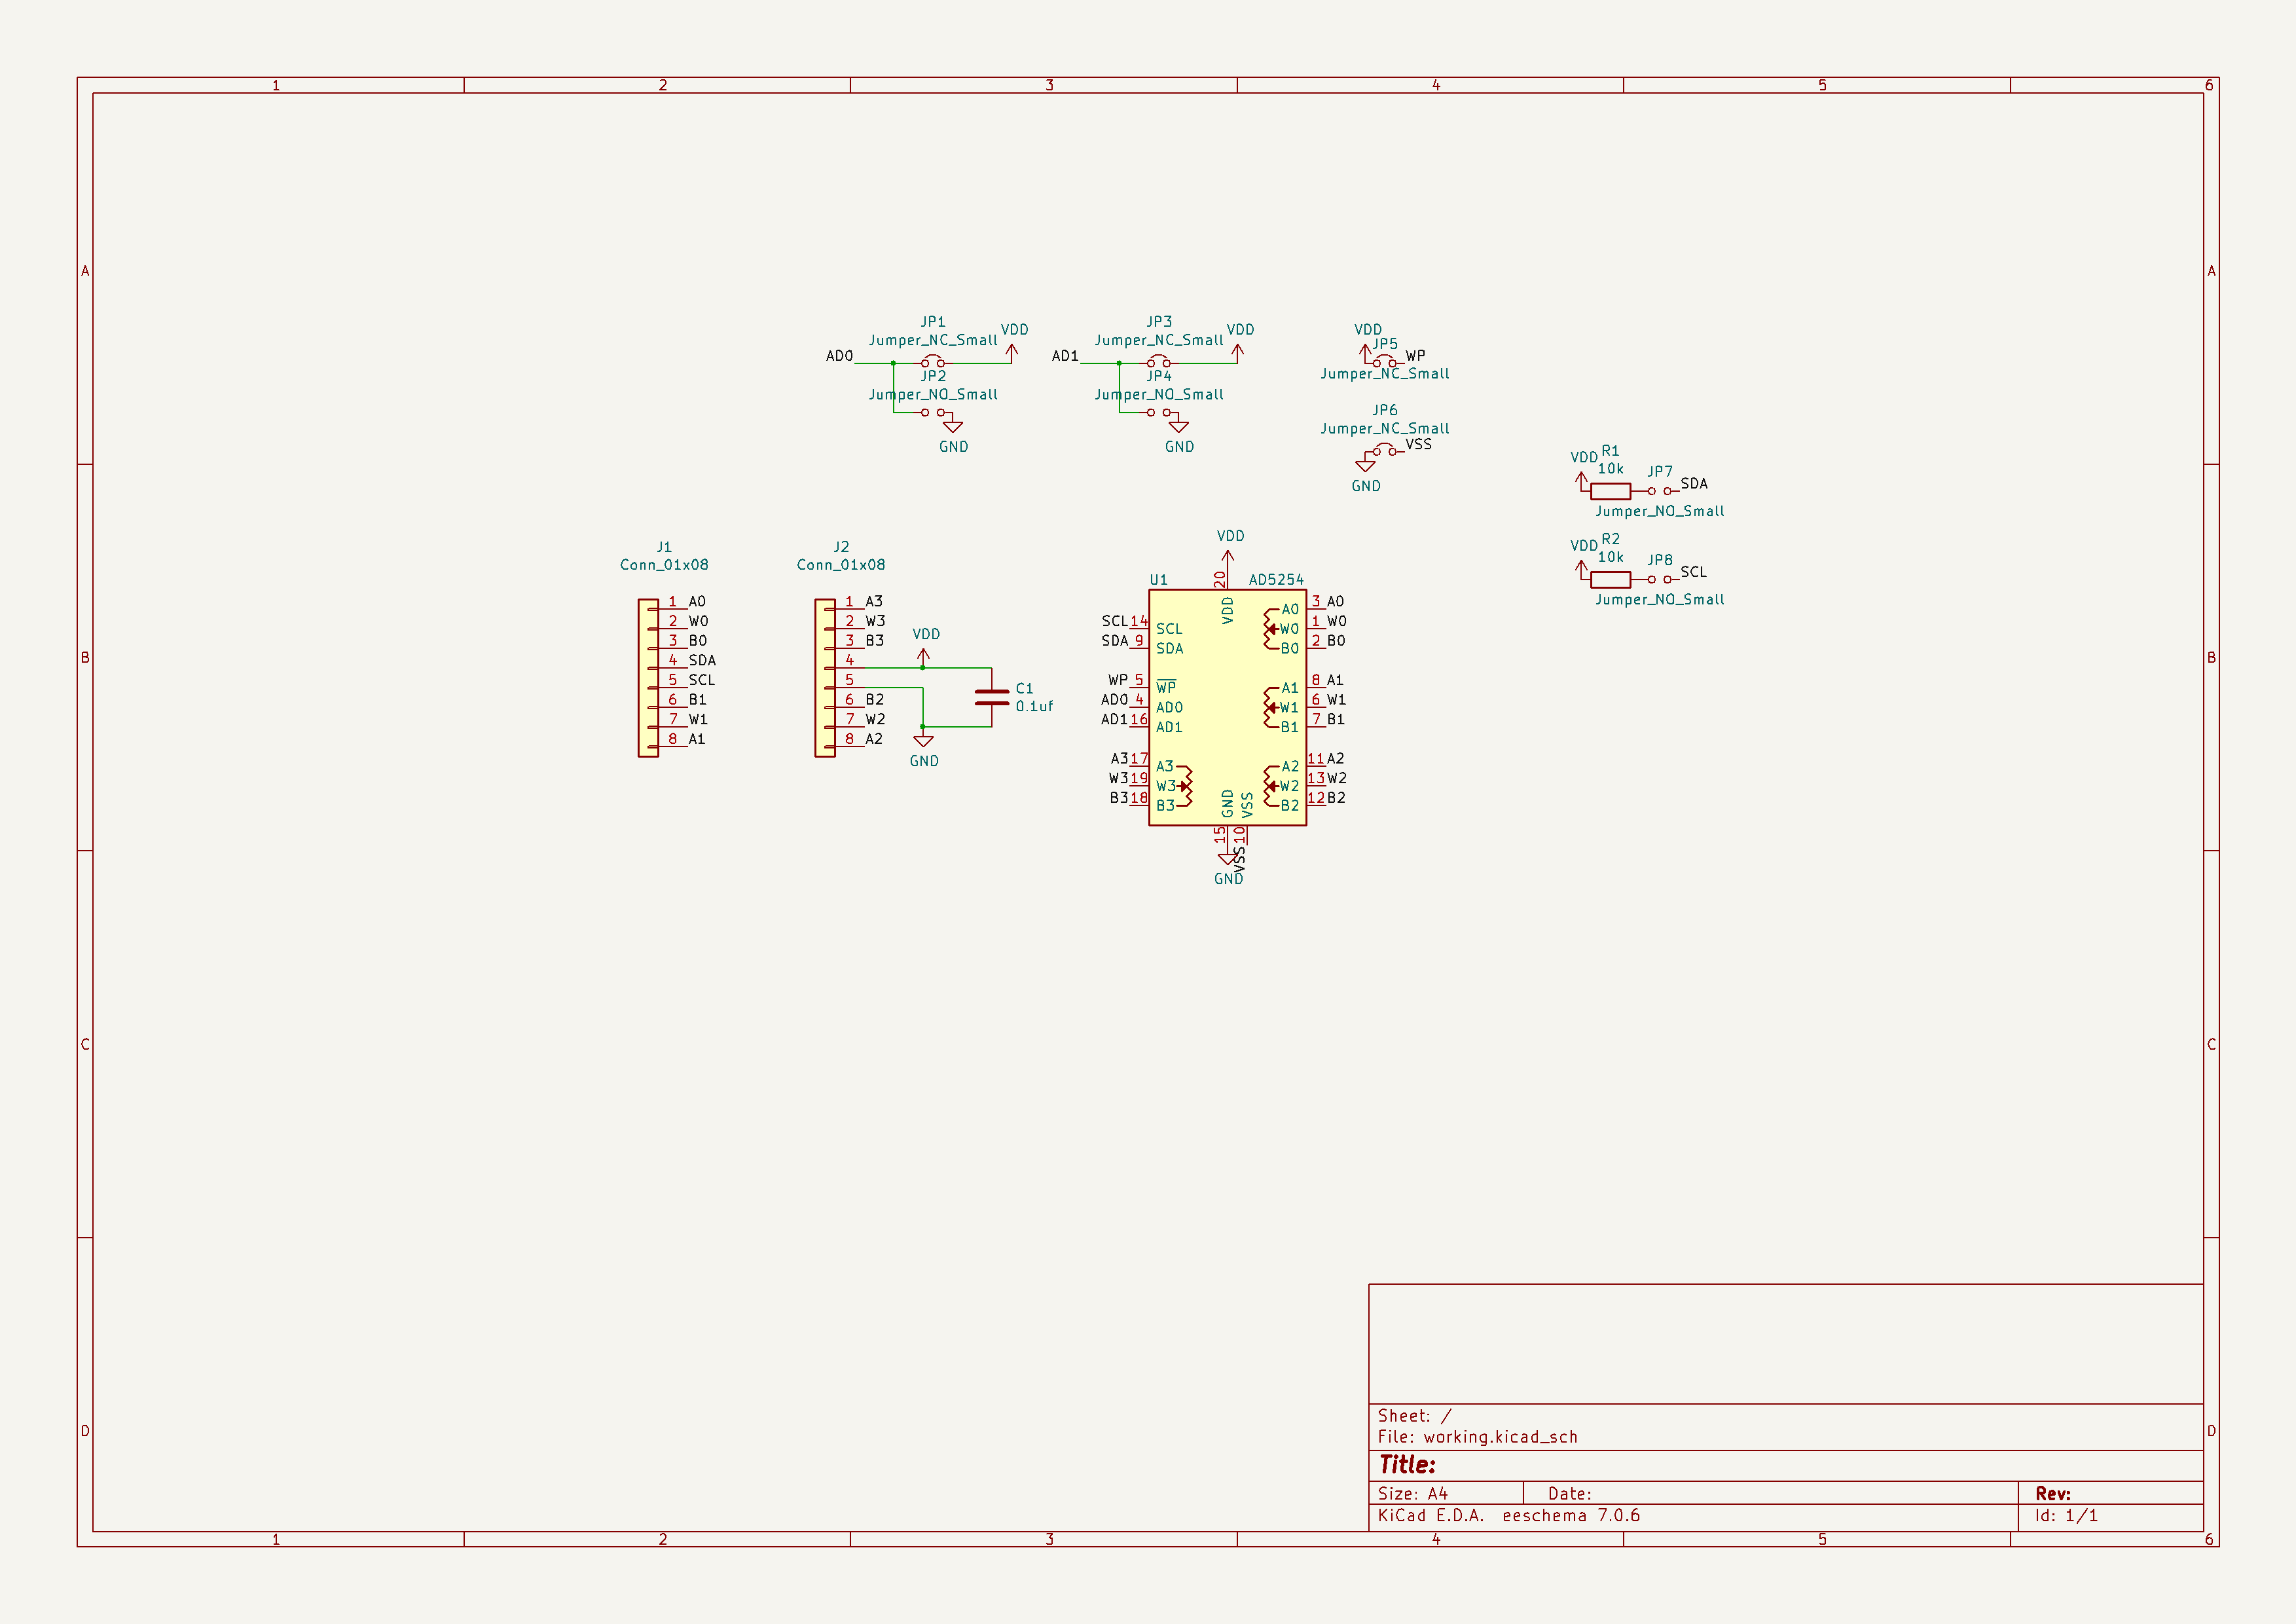 1 2 3 4 5 6
A A
JP1
Jumper_NC_Small
VDD
AD0
JP2
Jumper_NO_Small
GND
JP3
Jumper_NC_Small
VDD
AD1
JP4
Jumper_NO_Small
GND
VDD
JP5
WP
Jumper_NC_Small
JP6
Jumper_NC_Small
VSS
GND
R1
VDD
10k
JP7
SDA
Jumper_NO_Small
R2
VDD
10k
JP8
SCL
Jumper_NO_Small
B B
J1
Conn_01x08
1 A0
2 W0
3 B0
4 SDA
5 SCL
6 B1
7 W1
8 A1
J2
Conn_01x08
1 A3
2 W3
3 B3
4
5
6 B2
7 W2
8 A2
VDD
C1
0.1uf
GND
VDD
20
U1 AD5254
VDD
A0 3 A0
SCL 14 SCL W0 1 W0
SDA 9 SDA B0 2 B0
WP 5 WP A1 8 A1
AD0 4 AD0 W1 6 W1
AD1 16 AD1 B1 7 B1
A3 17 A3 A2 11 A2
W3 19 W3 W2 13 W2
B3 18 B3 B2 12 B2
GND VSS
15 10
VSS
GND
C C
D D
Sheet: /
File: working.kicad_sch
Title:
Size: A4 Date: Rev:
KiCad E.D.A. eeschema 7.0.6 Id: 1/1
1 2 3 4 5 6